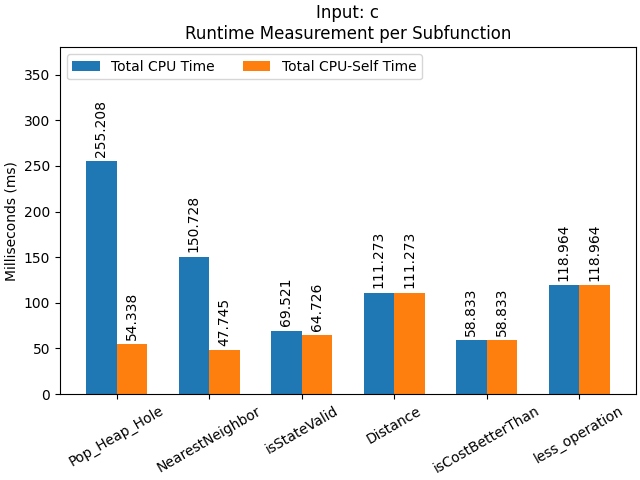 Input: c
Runtime Measurement per Subfunction
Total CPU Time
Total CPU-Self Time
Milliseconds (ms)
350
300
250
200
150
100
50
0
255.208
54.338
150.728
47.745
69.521
64.726
111.273
111.273
58.833
58.833
118.964
118.964
Pop_Heap_Hole
NearestNeighbor
isStateValid
Distance
isCostBetterThan
less_operation